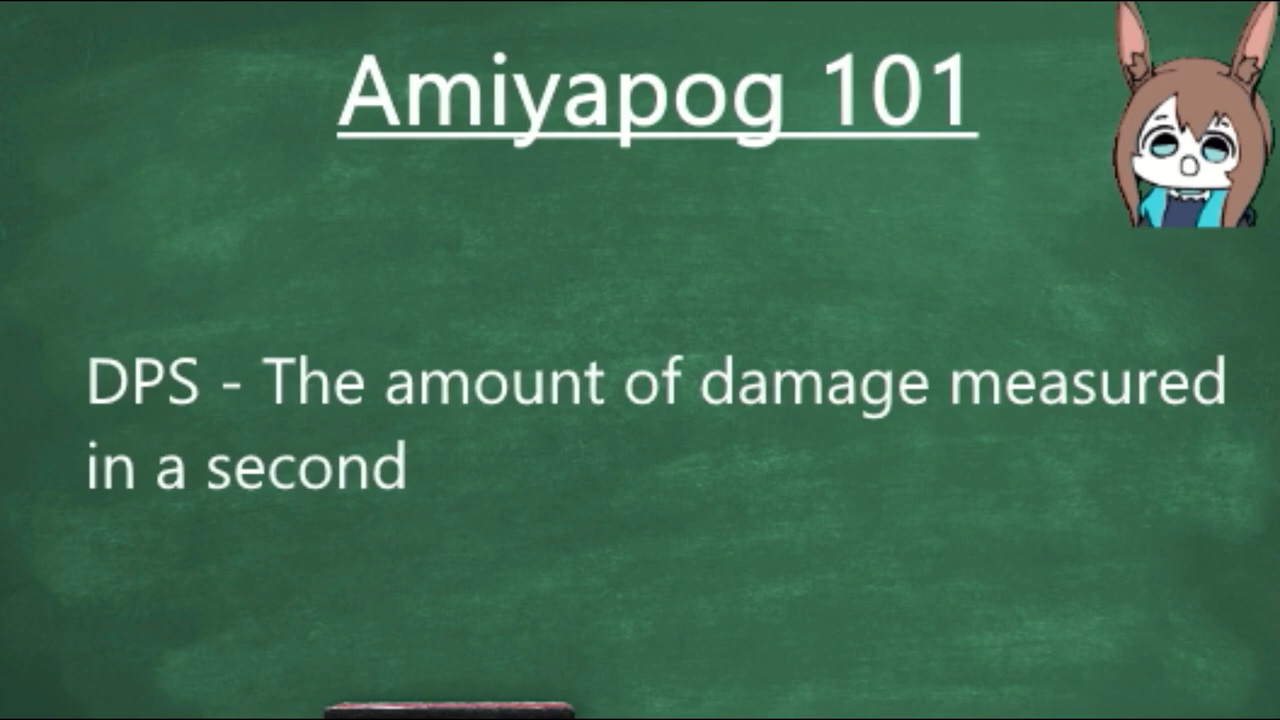 Amiyapog 101
DPS - The amount of damage measured
in a second